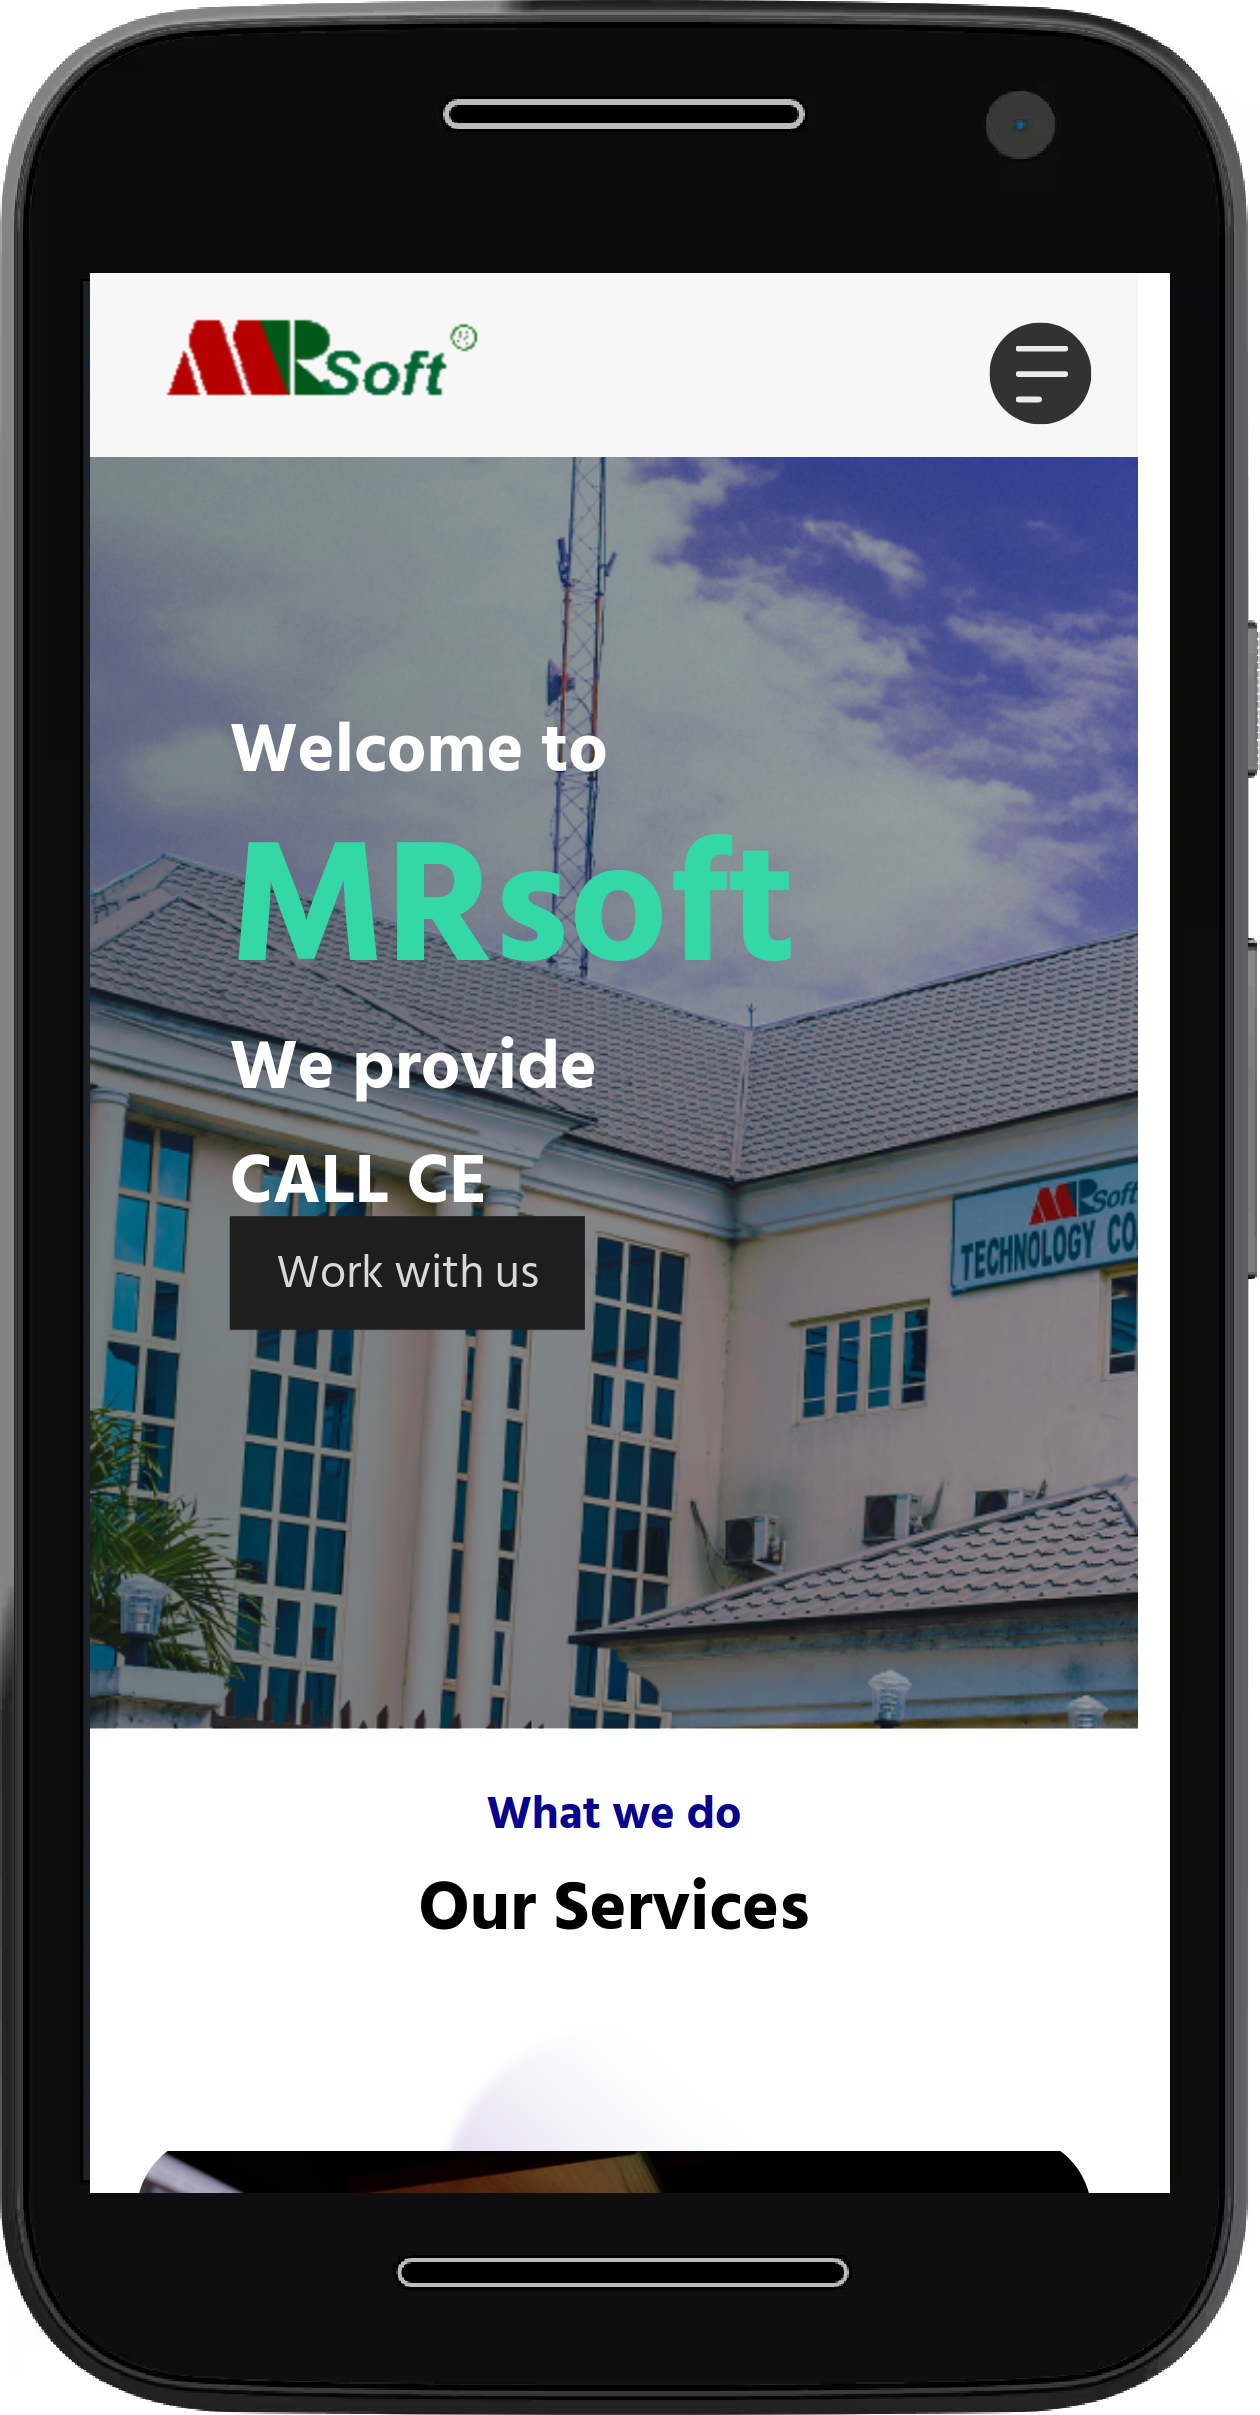 MRSoft
Welcome to
MRsoft
We provide
CALL CE
Work with us
MRSoft
TECHNOLOGY CO
What we do
Our Services